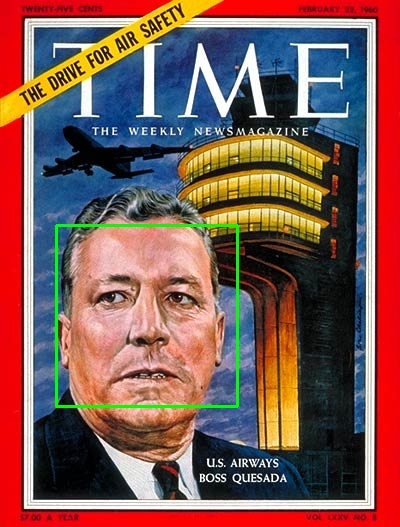 TWENTY-FIVE CENTS
FEBRUARY 22, 1960
THE DRIVE FOR AIR SAFETY
TIME
THE WEEKLY NEWSMAGAZINE
U.S. AIRWAYS
BOSS QUESADA
$7.00 A YEAR
VOL. LXXV NO. 8